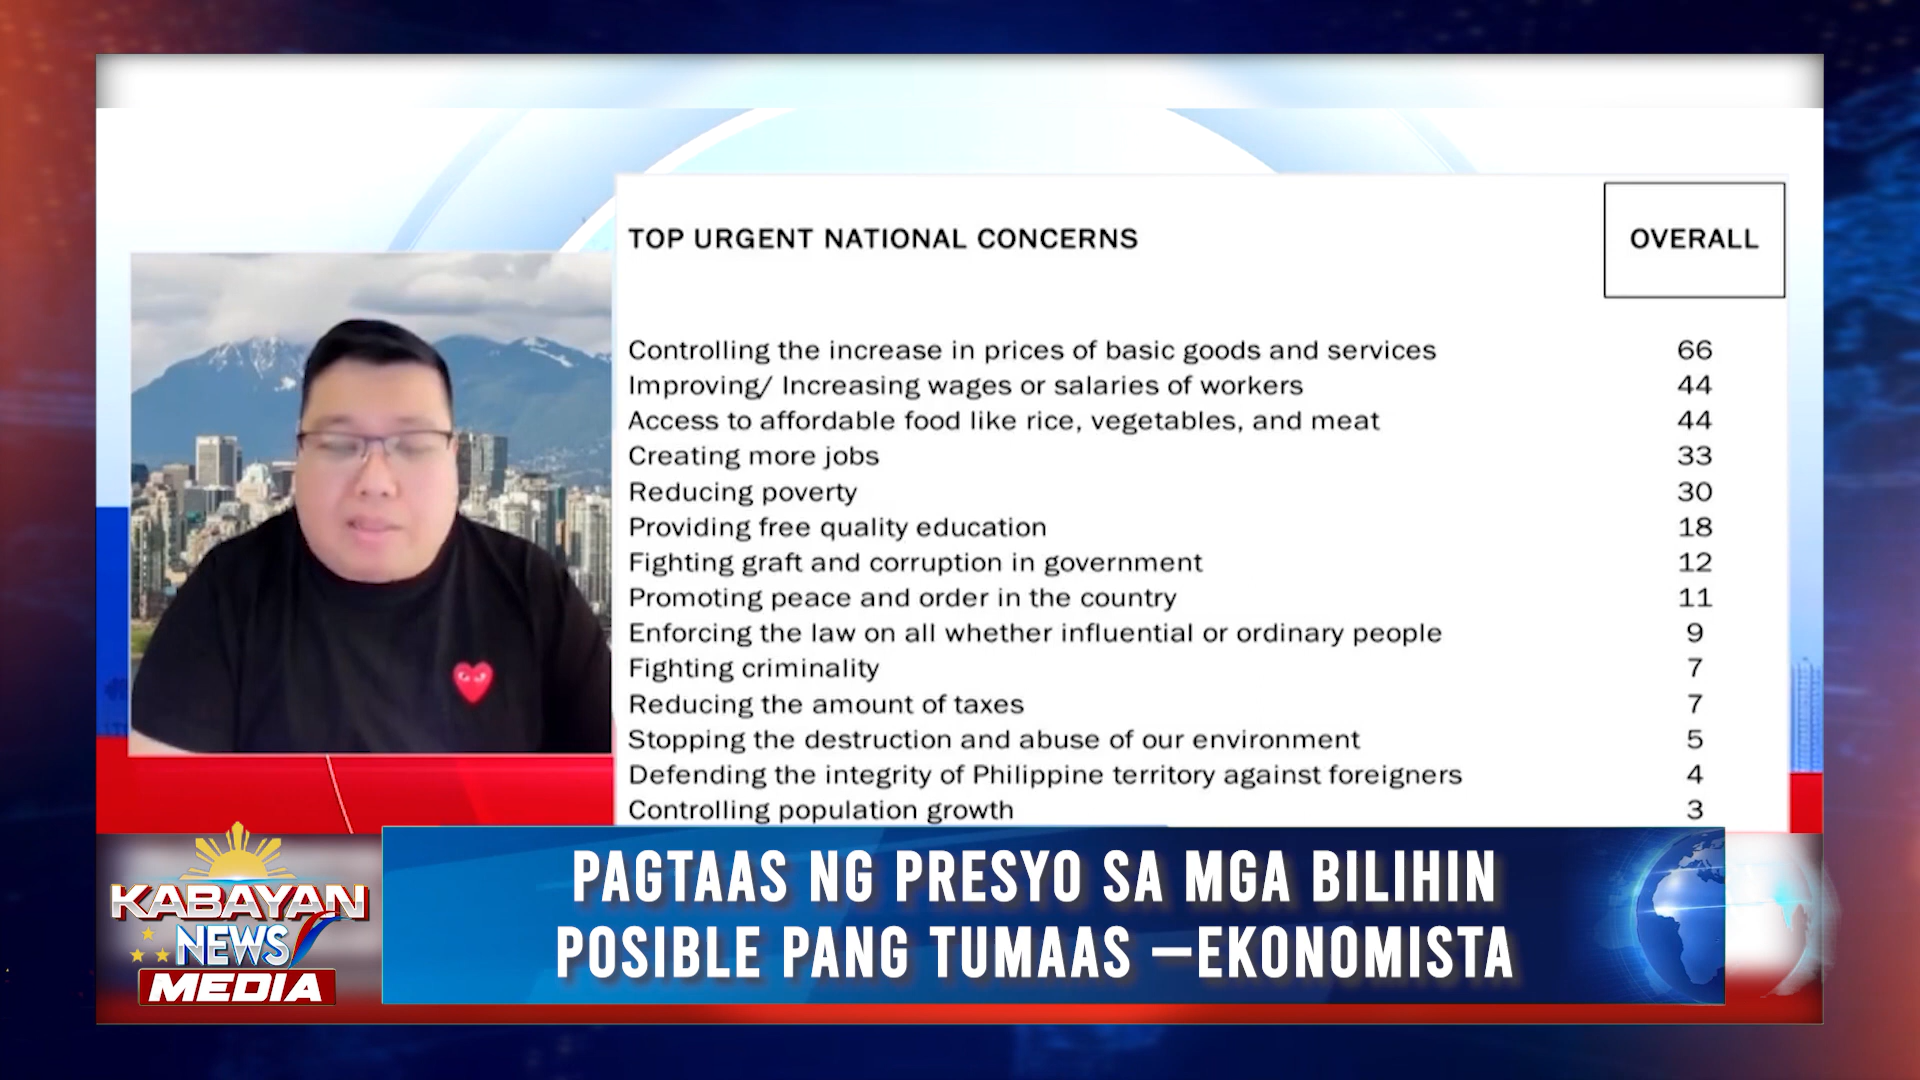 TOP URGENT NATIONAL CONCERNS
OVERALL
Controlling the increase in prices of basic goods and services 66
Improving/ Increasing wages or salaries of workers 44
Access to affordable food like rice, vegetables, and meat 44
Creating more jobs 33
Reducing poverty 30
Providing free quality education 18
Fighting graft and corruption in government 12
Promoting peace and order in the country 11
Enforcing the law on all whether influential or ordinary people 9
Fighting criminality 7
Reducing the amount of taxes 7
Stopping the destruction and abuse of our environment 5
Defending the integrity of Philippine territory against foreigners 4
Controlling population growth 3
KABAYAN
NEWS
MEDIA
PAGTAAS NG PRESYO SA MGA BILIHIN
POSIBLE PANG TUMAAS —EKONOMISTA